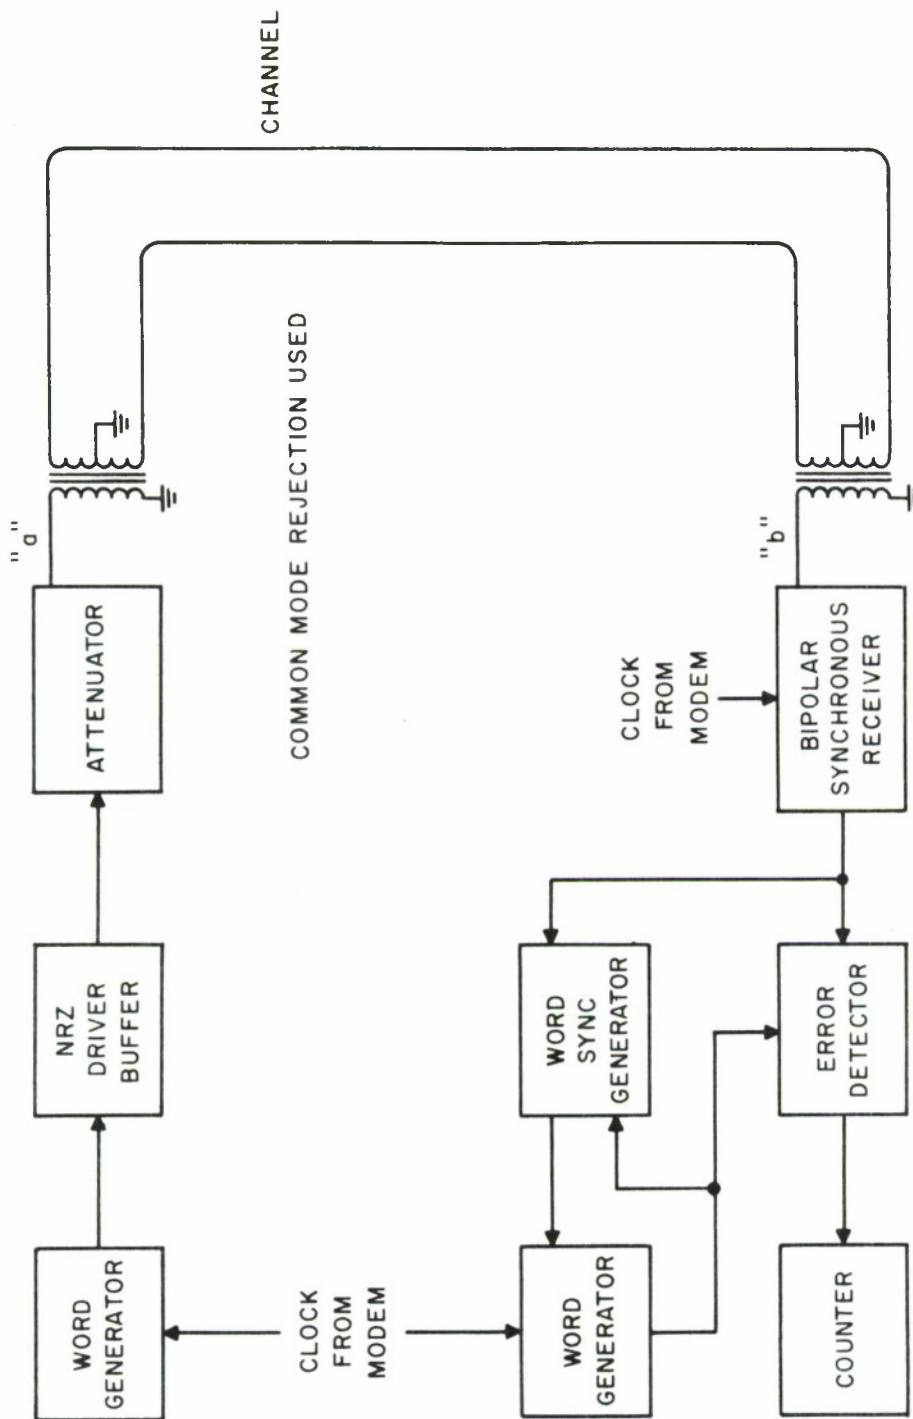 WORD
GENERATOR
NRZ
DRIVER
BUFFER
ATTENUATOR
"a"
CHANNEL
COMMON MODE REJECTION USED
CLOCK
FROM
MODEM
CLOCK
FROM
MODEM
WORD
GENERATOR
WORD
SYNC
GENERATOR
"b"
BIPOLAR
SYNCHRONOUS
RECEIVER
ERROR
DETECTOR
COUNTER